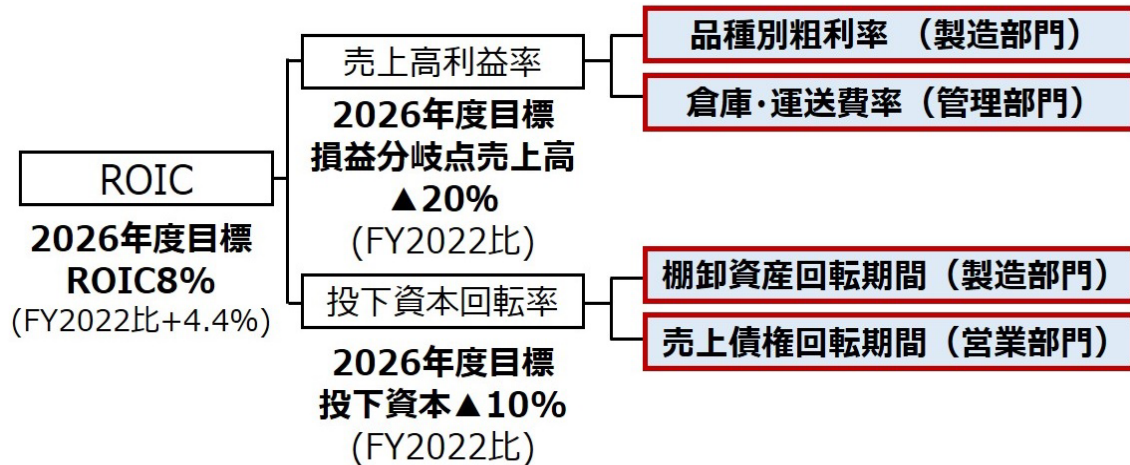 ROIC
2026年度目標
ROIC8%
(FY2022比+4.4%)
売上高利益率
2026年度目標
損益分岐点売上高
▲20%
(FY2022比)
投下資本回転率
2026年度目標
投下資本▲10%
(FY2022比)
品種別粗利率 （製造部門）
倉庫･運送費率（管理部門）
棚卸資産回転期間（製造部門）
売上債権回転期間（営業部門）